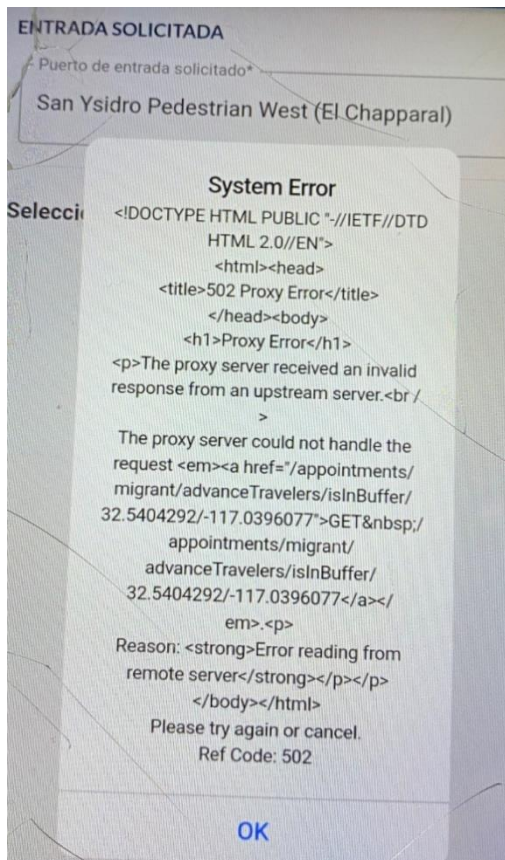 ENTRADA SOLICITADA
Puerto de entrada solicitado*
San Ysidro Pedestrian West (El Chapparal)
Selecci
System Error
<!DOCTYPE HTML PUBLIC "-//IETF//DTD
HTML 2.0//EN">
<html><head>
<title>502 Proxy Error</title>
</head><body>
<h1>Proxy Error</h1>
<p>The proxy server received an invalid
response from an upstream server.<br /
>
The proxy server could not handle the
request <em><a href="/appointments/
migrant/advanceTravelers/isInBuffer/
32.5404292/-117.0396077">GET&nbsp;/
appointments/migrant/
advanceTravelers/isInBuffer/
32.5404292/-117.0396077</a></
em>.<p>
Reason: <strong>Error reading from
remote server</strong></p></p>
</body></html>
Please try again or cancel.
Ref Code: 502
OK